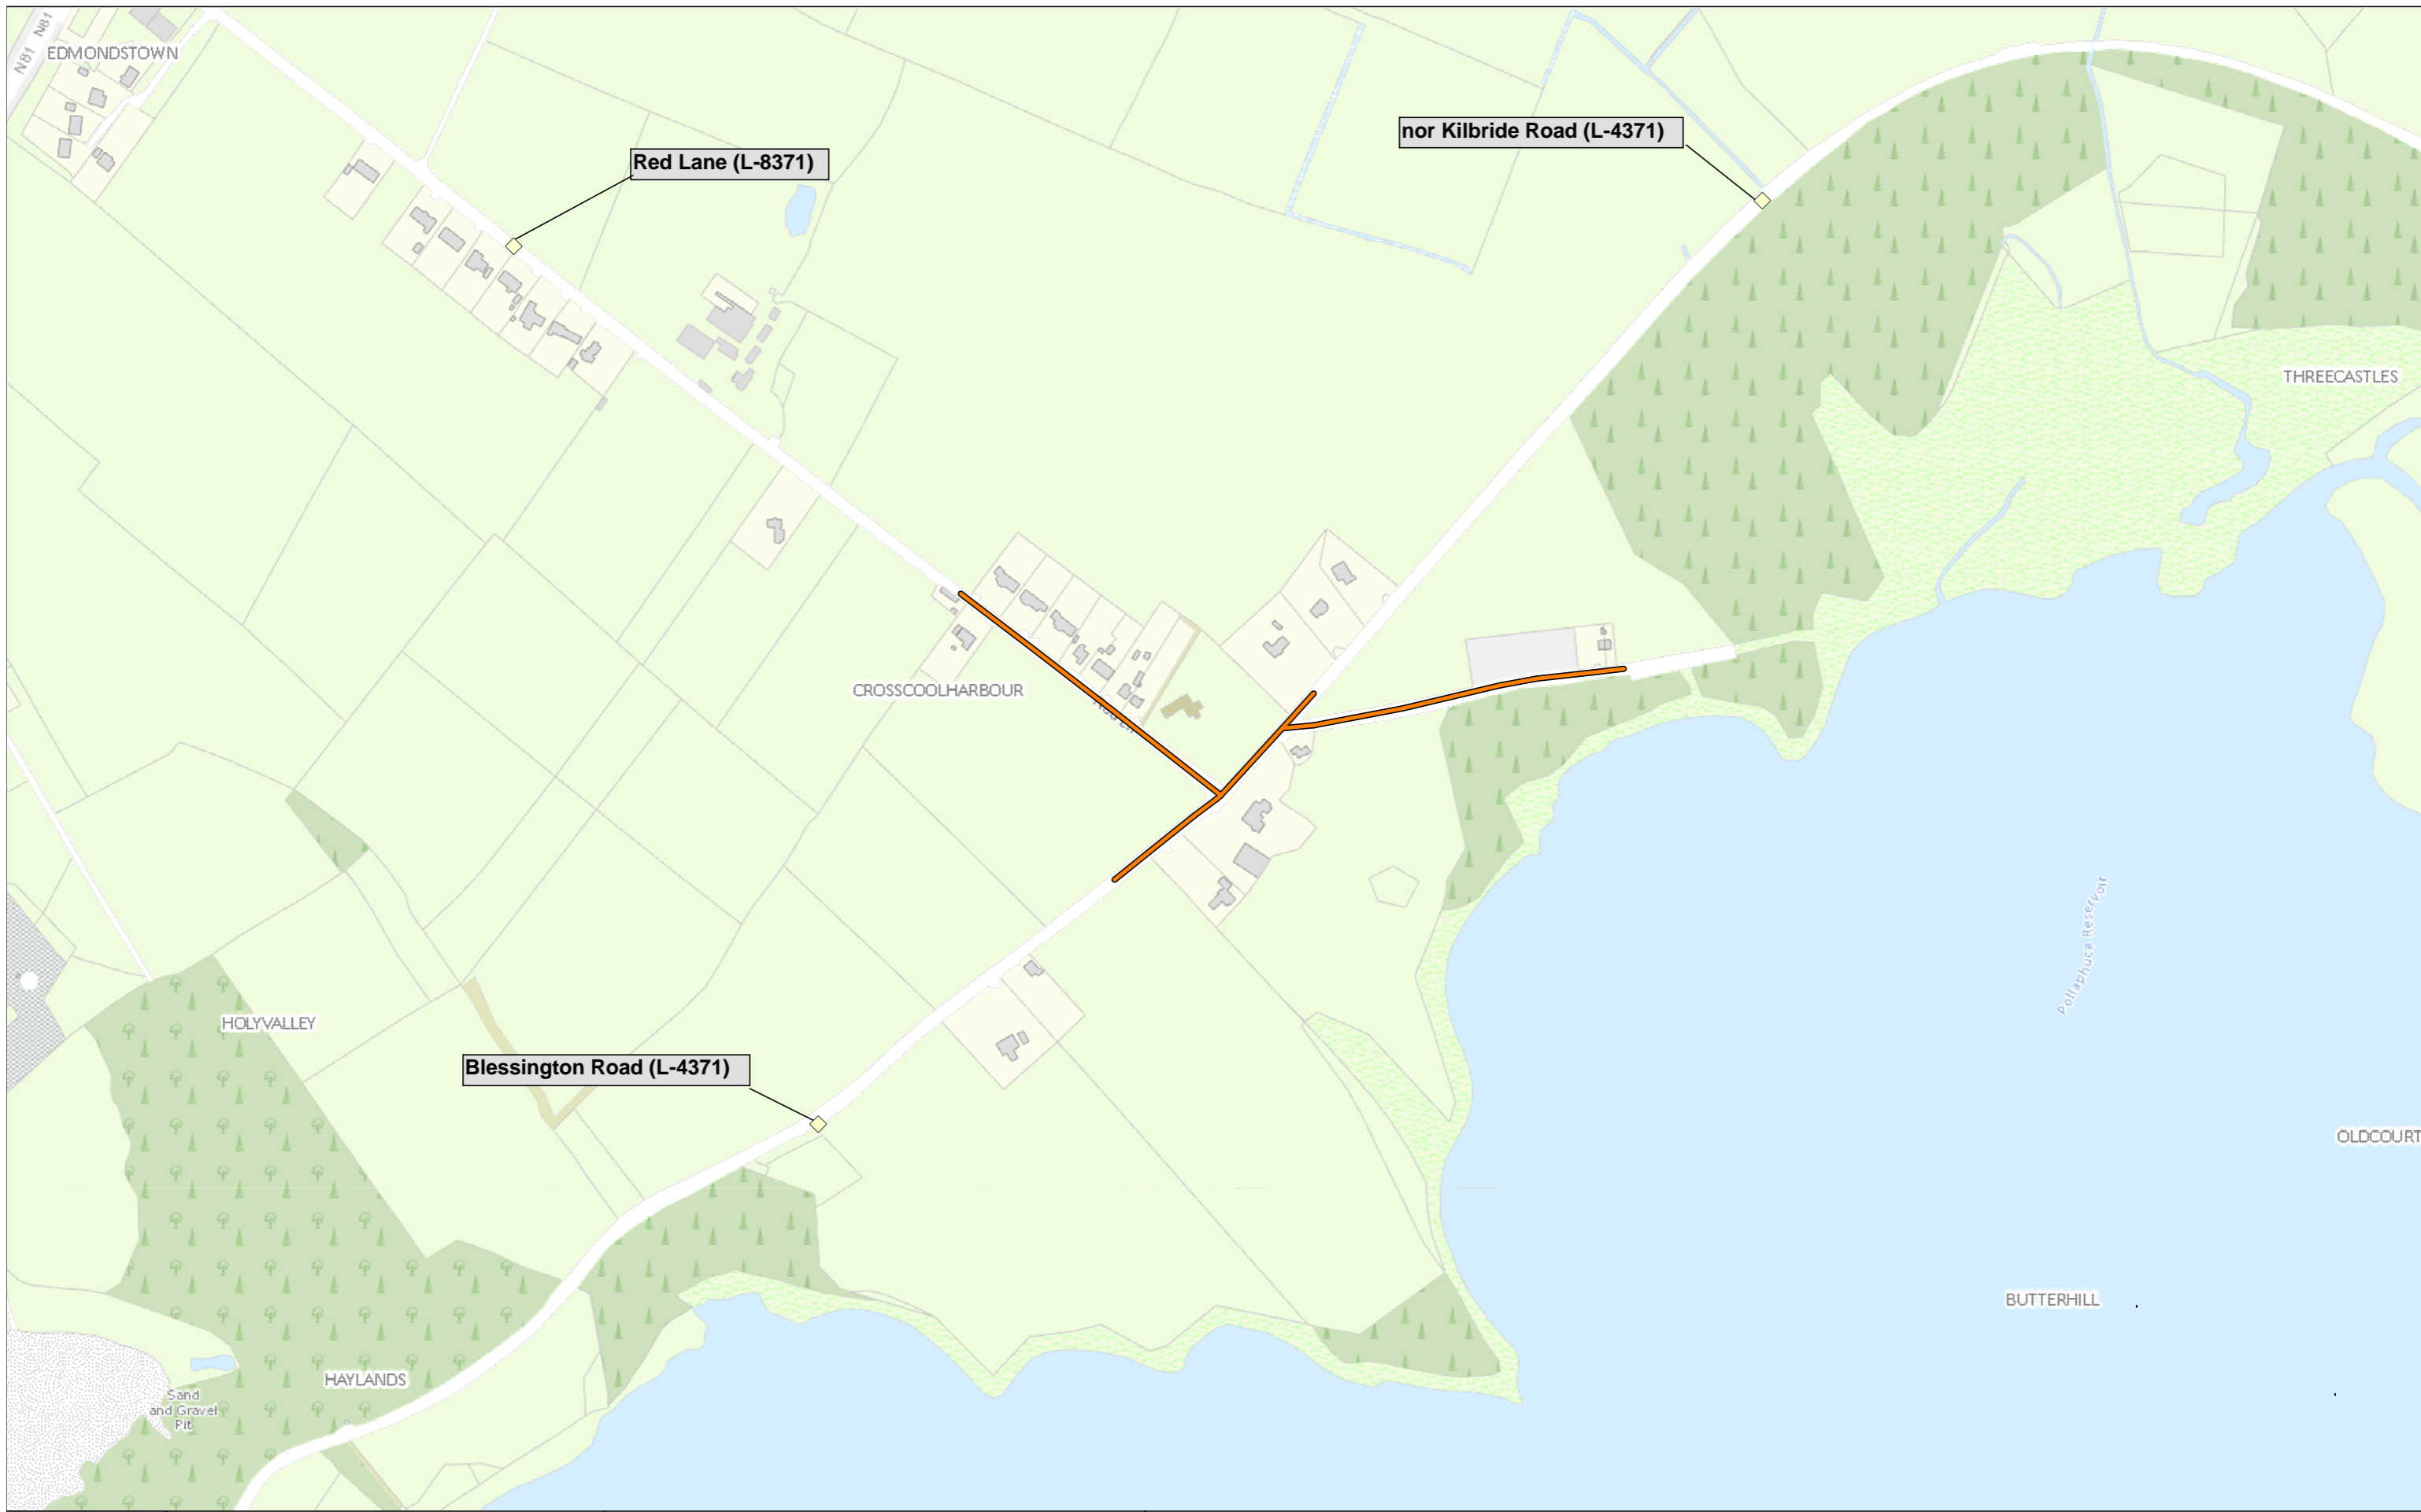 N81 N81
EDMONDSTOWN
nor Kilbride Road (L-4371)
Red Lane (L-8371)
THREECASTLES
CROSSCOOLHARBOUR
Pollaphuca Reservoir
HOLYVALLEY
Blessington Road (L-4371)
OLDCOURT
BUTTERHILL
HAYLANDS
Sand
and Gravel
Pit